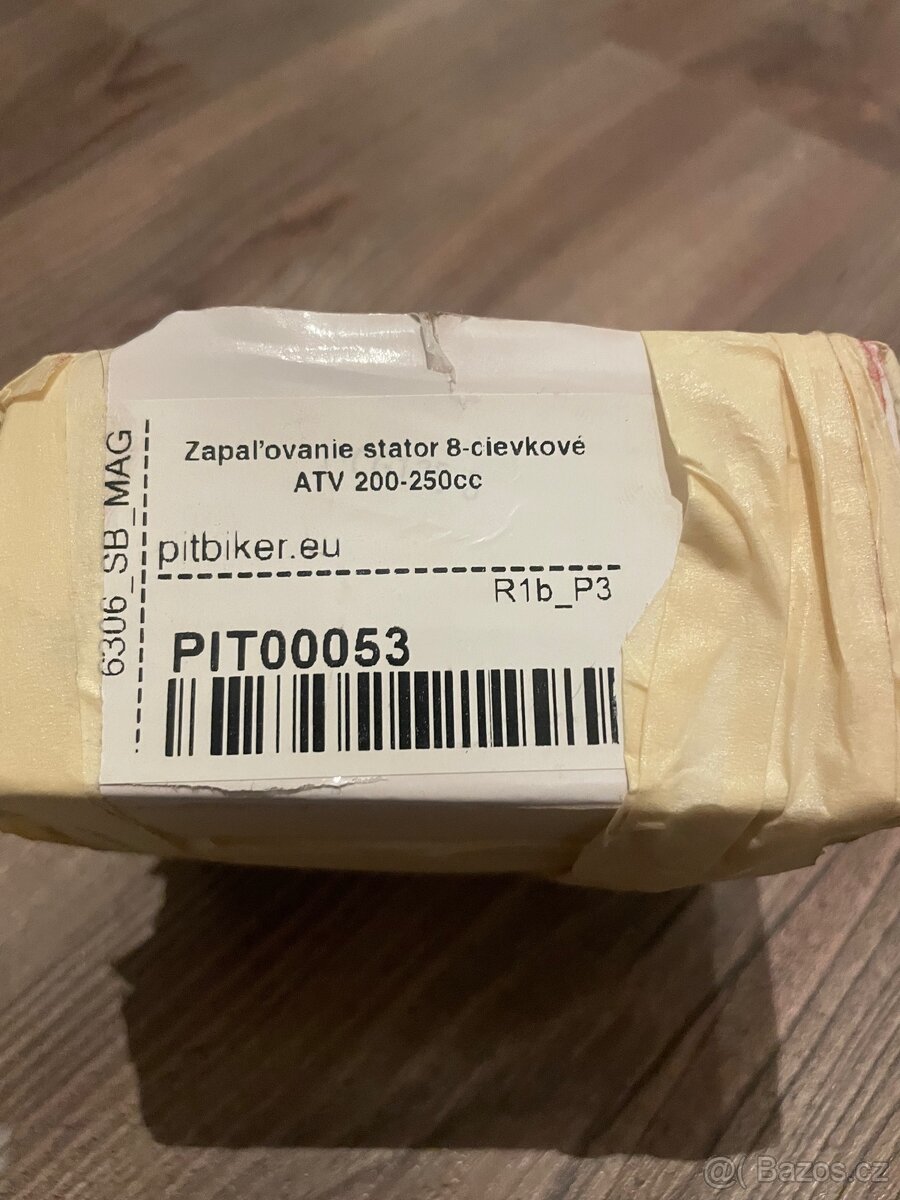 Zapaľovanie stator 8-cievkové
ATV 200-250cc
pitbiker.eu
R1b_P3
PIT00053
6306_SB_MAG
@( Bazos.cz